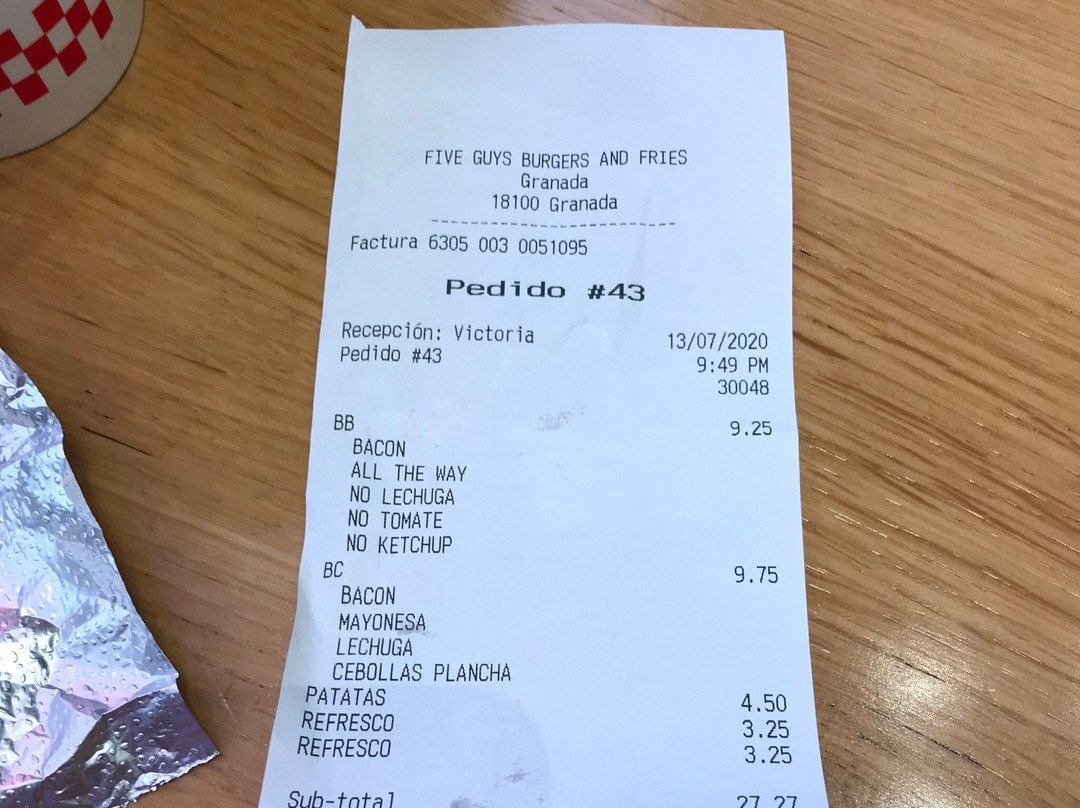 FIVE GUYS BURGERS AND FRIES
Granada
18100 Granada
Factura 6305 003 0051095
Pedido #43
Recepción: Victoria 13/07/2020
Pedido #43 9:49 PM
30048
BB 9.25
BACON
ALL THE WAY
NO LECHUGA
NO TOMATE
NO KETCHUP
BC 9.75
BACON
MAYONESA
LECHUGA
CEBOLLAS PLANCHA
PATATAS 4.50
REFRESCO 3.25
REFRESCO 3.25
Sub-total 27.27